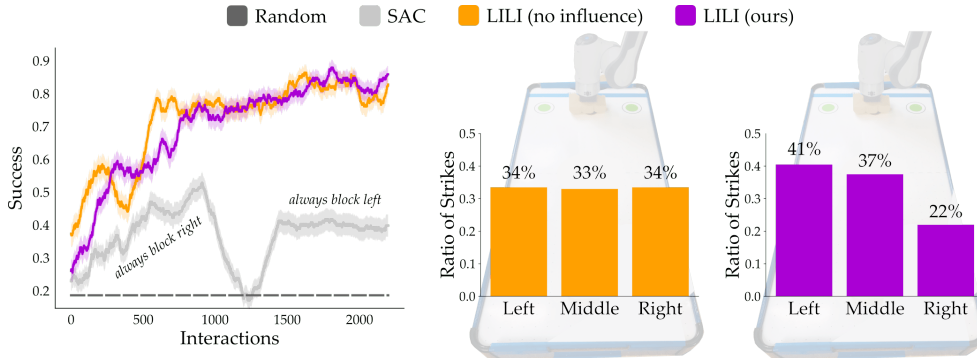 Random SAC LILI (no influence) LILI (ours)
Success
0.9
0.8
0.7
0.6
0.5
0.4
0.3
0.2
always block right
always block left
0 500 1000 1500 2000
Interactions
Ratio of Strikes
0.5
0.4
0.3
0.2
0.1
0.0
34% 33% 34%
Left Middle Right
Ratio of Strikes
0.5
0.4
0.3
0.2
0.1
0.0
41% 37% 22%
Left Middle Right